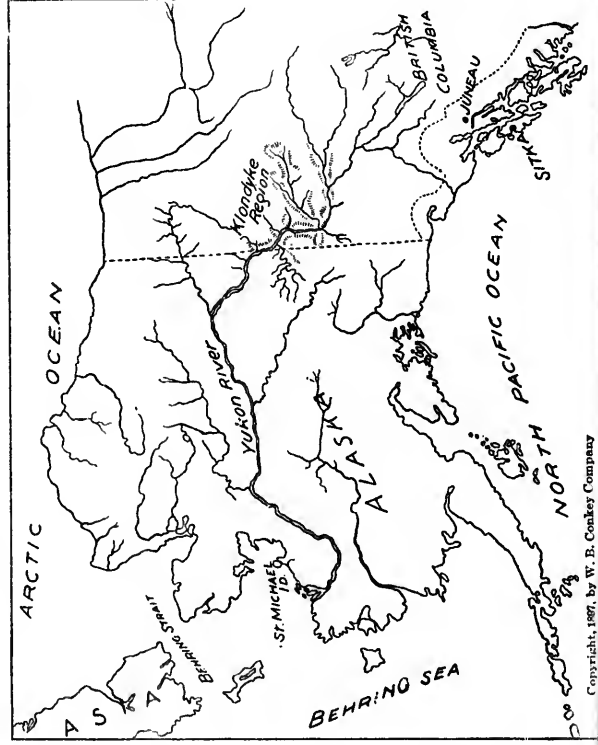 ARCTIC
OCEAN
ASIA
BEHRING STRAIT
ST. MICHAEL
ID.
BEHRING SEA
Yukon River
Klondyke
Region
ALASKA
BRITISH
COLUMBIA
JUNEAU
SITKA
NORTH PACIFIC OCEAN
Copyright, 1897, by W. B. Conkey Company